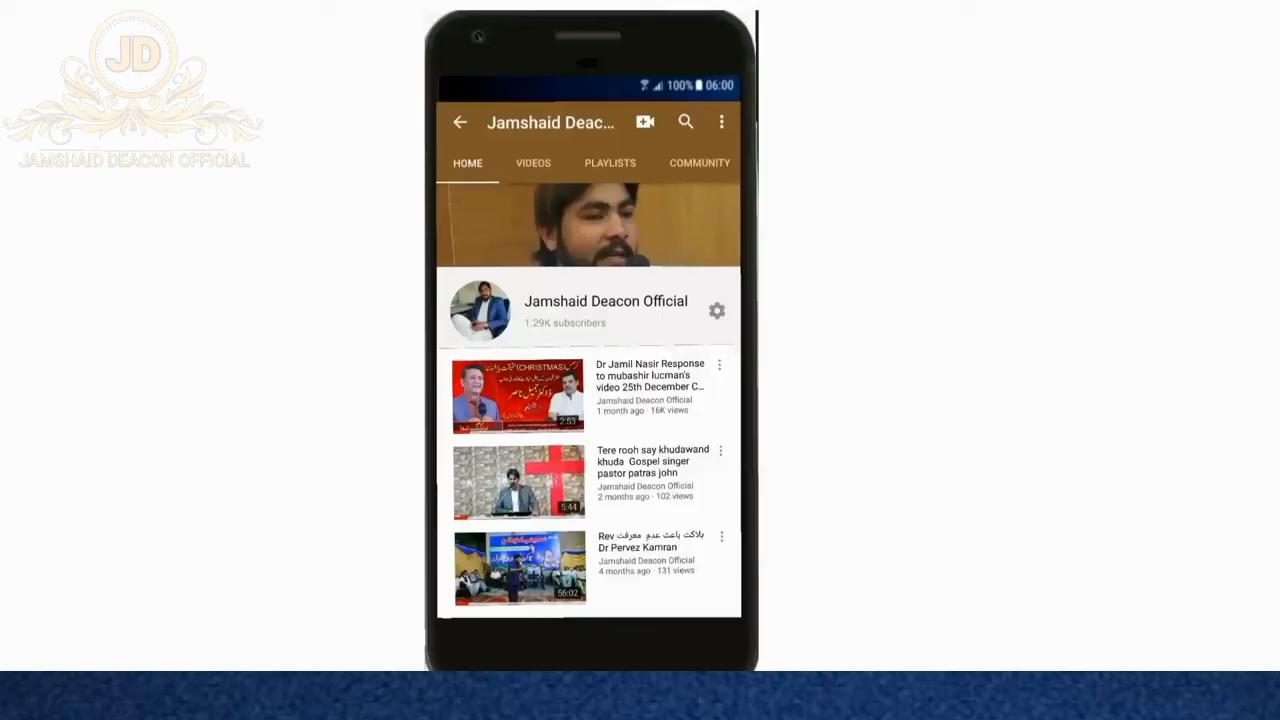 JD
JAMSHAID DEACON OFFICIAL
100% 06:00
Jamshaid Deac...
HOME VIDEOS PLAYLISTS COMMUNITY
Jamshaid Deacon Official
1.29K subscribers
(CHRISTMAS)
ڈاکٹر جمیل ناصر
2:53
Dr Jamil Nasir Response
to mubashir lucman's
video 25th December C...
Jamshaid Deacon Official
1 month ago · 16K views
5:44
Tere rooh say khudawand
khuda Gospel singer
pastor patras john
Jamshaid Deacon Official
2 months ago · 102 views
56:02
Rev ہلاکت باعث عدم معرفت
Dr Pervez Kamran
Jamshaid Deacon Official
4 months ago · 131 views